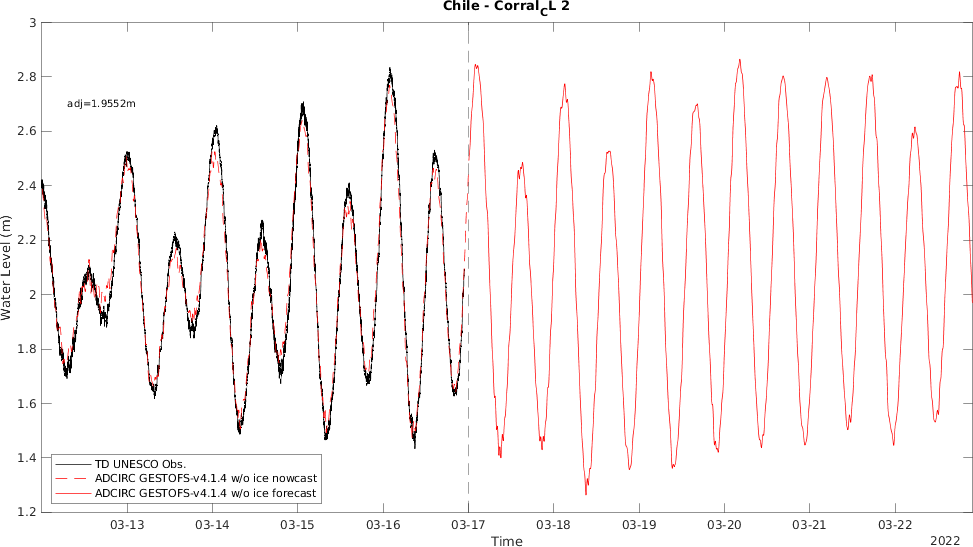 Chile - Corral_CL 2
3
2.8
adj=1.9552m
2.6
2.4
2.2
Water Level (m)
2
1.8
1.6
1.4
TD UNESCO Obs.
ADCIRC GESTOFS-v4.1.4 w/o ice nowcast
ADCIRC GESTOFS-v4.1.4 w/o ice forecast
1.2
03-13 03-14 03-15 03-16 03-17 03-18 03-19 03-20 03-21 03-22
Time
2022